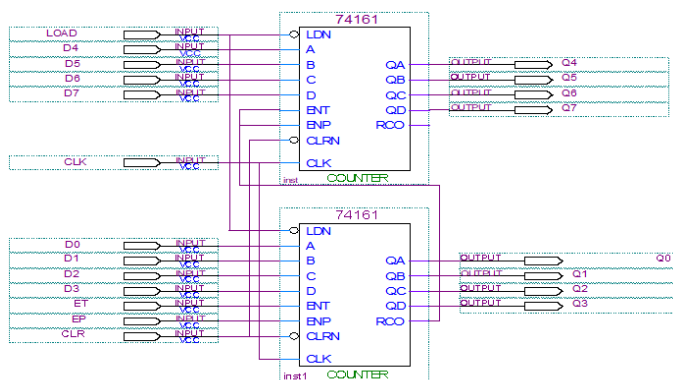 74161
LOAD INPUT VCC LDN
D4 INPUT VCC A
D5 INPUT VCC B QA OUTPUT Q4
D6 INPUT VCC C QB OUTPUT Q5
D7 INPUT VCC D QC OUTPUT Q6
ENT QD OUTPUT Q7
ENP RCO
CLRN
CLK INPUT VCC CLK
inst COUNTER
74161
LDN
D0 INPUT VCC A
D1 INPUT VCC B QA OUTPUT Q0
D2 INPUT VCC C QB OUTPUT Q1
D3 INPUT VCC D QC OUTPUT Q2
ET INPUT VCC ENT QD OUTPUT Q3
EP INPUT VCC ENP RCO
CLR INPUT VCC CLRN
CLK
inst1 COUNTER